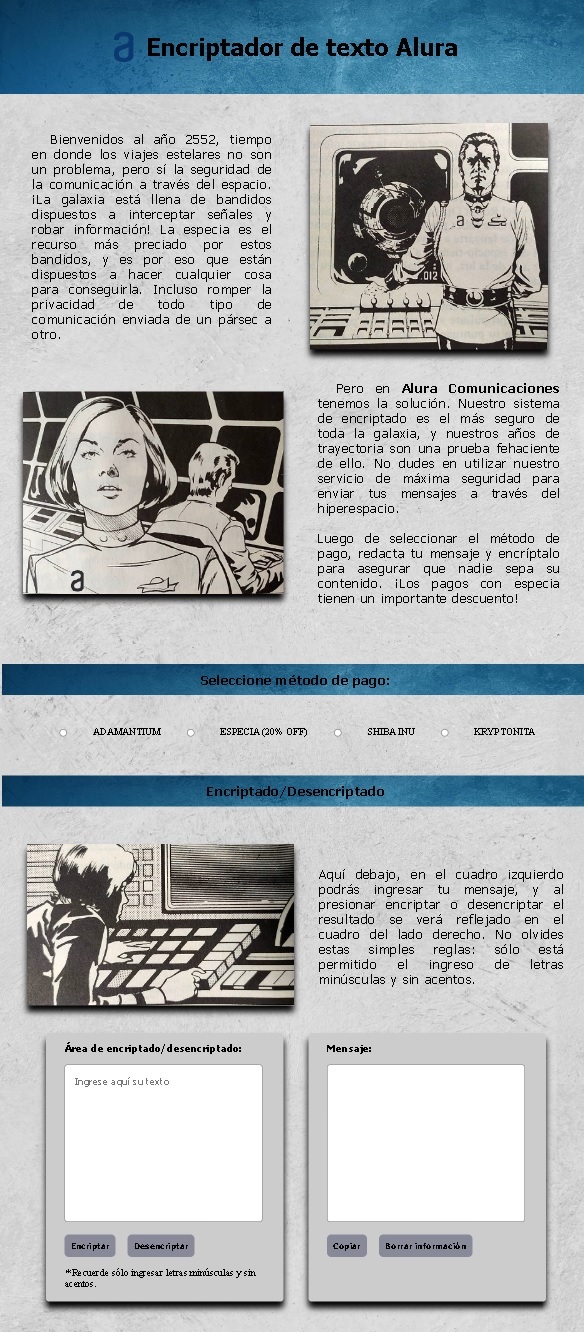 a Encriptador de texto Alura
Bienvenidos al año 2552, tiempo
en donde los viajes estelares no son
un problema, pero sí la seguridad de
la comunicación a través del espacio.
¡La galaxia está llena de bandidos
dispuestos a interceptar señales y
robar información! La especia es el
recurso más preciado por estos
bandidos, y es por eso que están
dispuestos a hacer cualquier cosa
para conseguirla. Incluso romper la
privacidad de todo tipo de
comunicación enviada de un pársec a
otro.
a
012
Pero en Alura Comunicaciones
tenemos la solución. Nuestro sistema
de encriptado es el más seguro de
toda la galaxia, y nuestros años de
trayectoria son una prueba fehaciente
de ello. No dudes en utilizar nuestro
servicio de máxima seguridad para
enviar tus mensajes a través del
hiperespacio.
Luego de seleccionar el método de
pago, redacta tu mensaje y encríptalo
para asegurar que nadie sepa su
contenido. ¡Los pagos con especia
tienen un importante descuento!
a
Seleccione método de pago:
ADAMANTIUM ESPECIA (20% OFF) SHIBA INU KRYPTONITA
Encriptado/Desencriptado
Aquí debajo, en el cuadro izquierdo
podrás ingresar tu mensaje, y al
presionar encriptar o desencriptar el
resultado se verá reflejado en el
cuadro del lado derecho. No olvides
estas simples reglas: sólo está
permitido el ingreso de letras
minúsculas y sin acentos.
Área de encriptado/desencriptado:
Ingrese aquí su texto
Encriptar Desencriptar
*Recuerde sólo ingresar letras minúsculas y sin
acentos.
Mensaje:
Copiar Borrar información